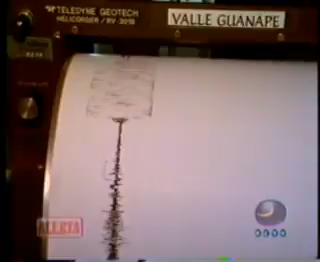 TELEDYNE GEOTECH
HELICORDER / RV-301B
VALLE GUANAPE
ALERTA